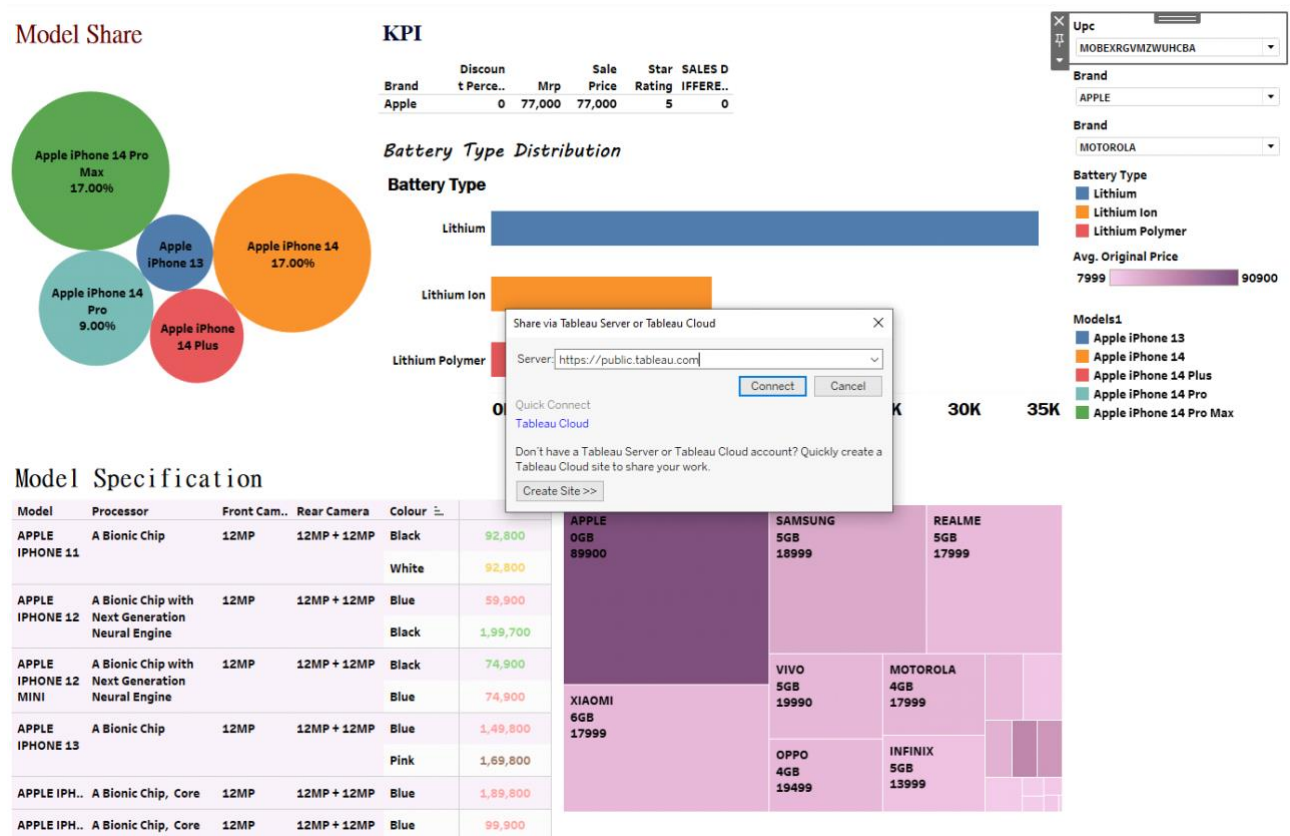 Model Share
Apple iPhone 14 Pro
Max
17.00%
Apple
iPhone 13
Apple iPhone 14
17.00%
Apple iPhone 14
Pro
9.00%
Apple iPhone
14 Plus
KPI
Brand Discoun t Perce.. Mrp Sale Price Star Rating SALES D IFFERE..
Apple 0 77,000 77,000 5 0
Battery Type Distribution
Battery Type
Lithium
Lithium Ion
Lithium Polymer
30K 35K
Share via Tableau Server or Tableau Cloud
Server: https://public.tableau.com
Connect Cancel
Quick Connect
Tableau Cloud
Don't have a Tableau Server or Tableau Cloud account? Quickly create a
Tableau Cloud site to share your work.
Create Site >>
Upc
MOBEXRGVMZWUHCBA
Brand
APPLE
Brand
MOTOROLA
Battery Type
Lithium
Lithium Ion
Lithium Polymer
Avg. Original Price
7999 90900
Models1
Apple iPhone 13
Apple iPhone 14
Apple iPhone 14 Plus
Apple iPhone 14 Pro
Apple iPhone 14 Pro Max
Model Specification
Model Processor Front Cam.. Rear Camera Colour
APPLE IPHONE 11 A Bionic Chip 12MP 12MP + 12MP Black 92,800
White 92,800
APPLE IPHONE 12 A Bionic Chip with Next Generation Neural Engine 12MP 12MP + 12MP Blue 59,900
Black 1,99,700
APPLE IPHONE 12 MINI A Bionic Chip with Next Generation Neural Engine 12MP 12MP + 12MP Black 74,900
Blue 74,900
APPLE IPHONE 13 A Bionic Chip 12MP 12MP + 12MP Blue 1,49,800
Pink 1,69,800
APPLE IPH.. A Bionic Chip, Core 12MP 12MP + 12MP Blue 1,89,800
APPLE IPH.. A Bionic Chip, Core 12MP 12MP + 12MP Blue 99,900
APPLE
0GB
89900
XIAOMI
6GB
17999
SAMSUNG
5GB
18999
REALME
5GB
17999
VIVO
5GB
19990
MOTOROLA
4GB
17999
OPPO
4GB
19499
INFINIX
5GB
13999